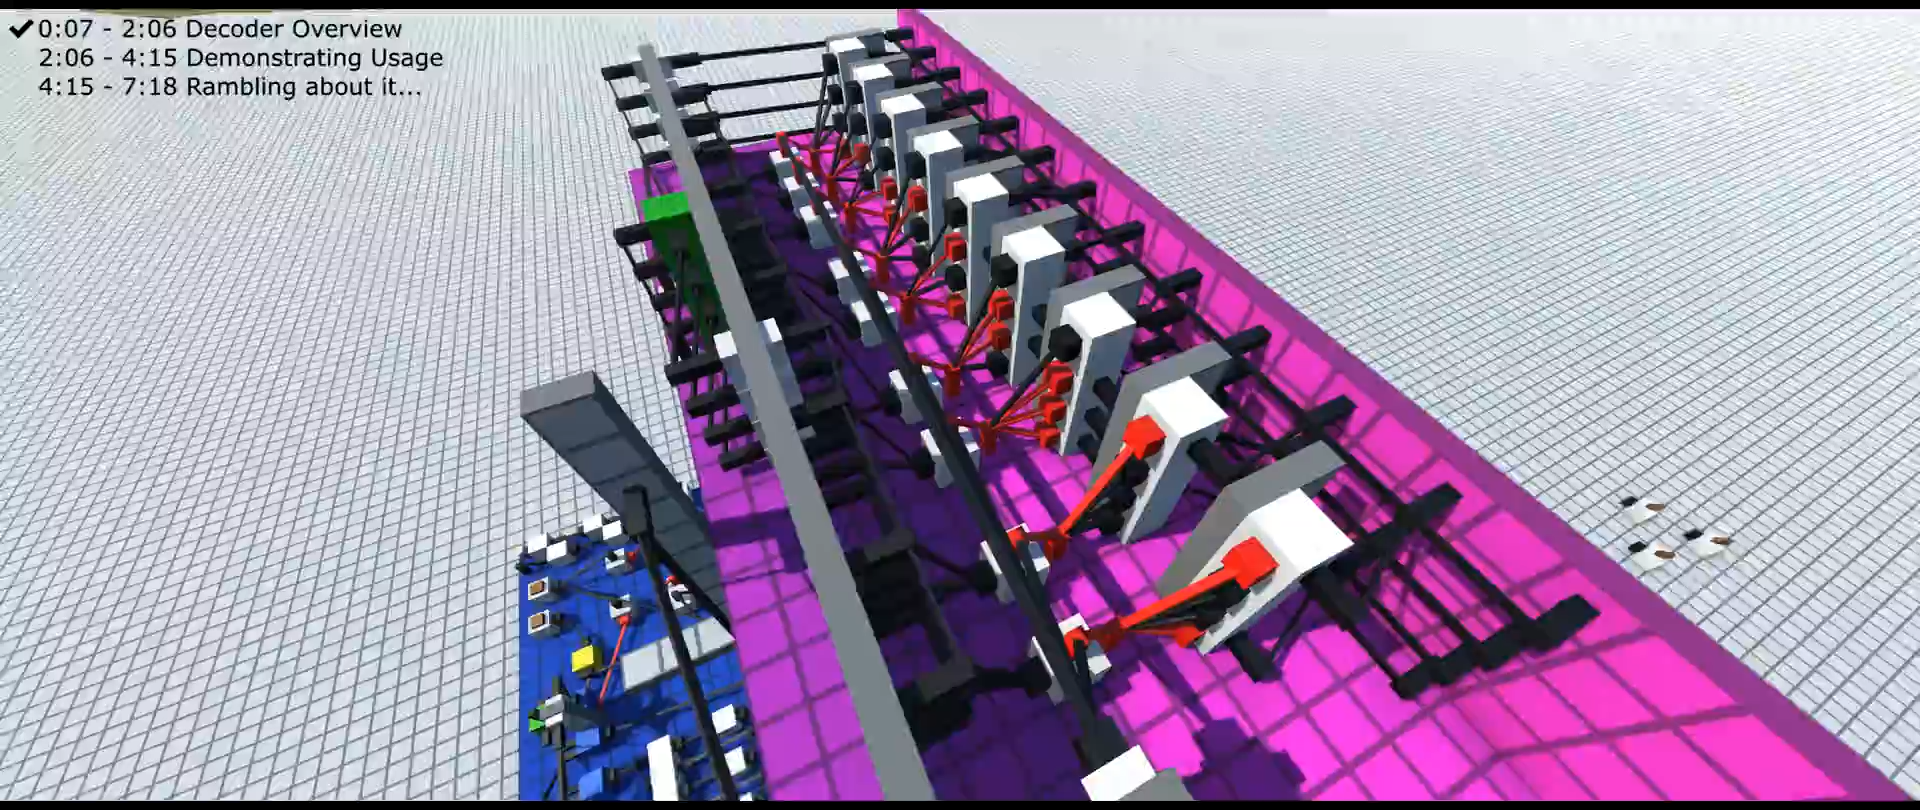 ✔0:07 - 2:06 Decoder Overview
2:06 - 4:15 Demonstrating Usage
4:15 - 7:18 Rambling about it...